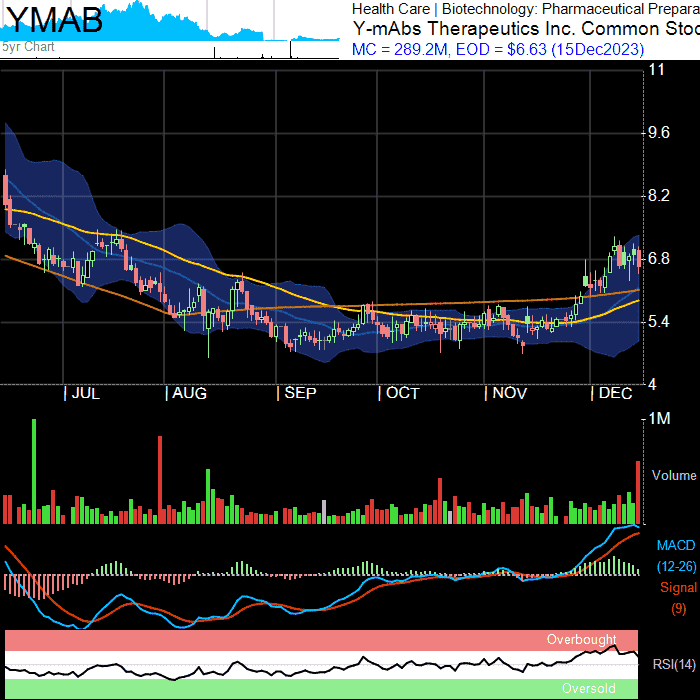 YMAB
5yr Chart
Health Care | Biotechnology: Pharmaceutical Prepara
Y-mAbs Therapeutics Inc. Common Stoc
MC = 289.2M, EOD = $6.63 (15Dec2023)
11
9.6
8.2
6.8
5.4
4
| JUL | AUG | SEP | OCT | NOV | DEC
1M
Volume
MACD
(12-26)
Signal
(9)
Overbought
RSI(14)
Oversold